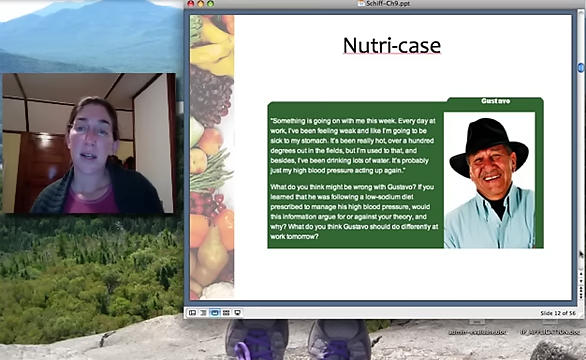 Schiff-Ch9.ppt
Nutri-case
Gustavo
"Something is going on with me this week. Every day at
work, I've been feeling weak and like I'm going to be
sick to my stomach. It's been really hot, over a hundred
degrees out in the fields, but I'm used to that, and
besides, I've been drinking lots of water. It's probably
just my high blood pressure acting up again."
What do you think might be wrong with Gustavo? If you
learned that he was following a low-sodium diet
prescribed to manage his high blood pressure, would
this information argue for or against your theory, and
why? What do you think Gustavo should do differently at
work tomorrow?
Slide 12 of 56